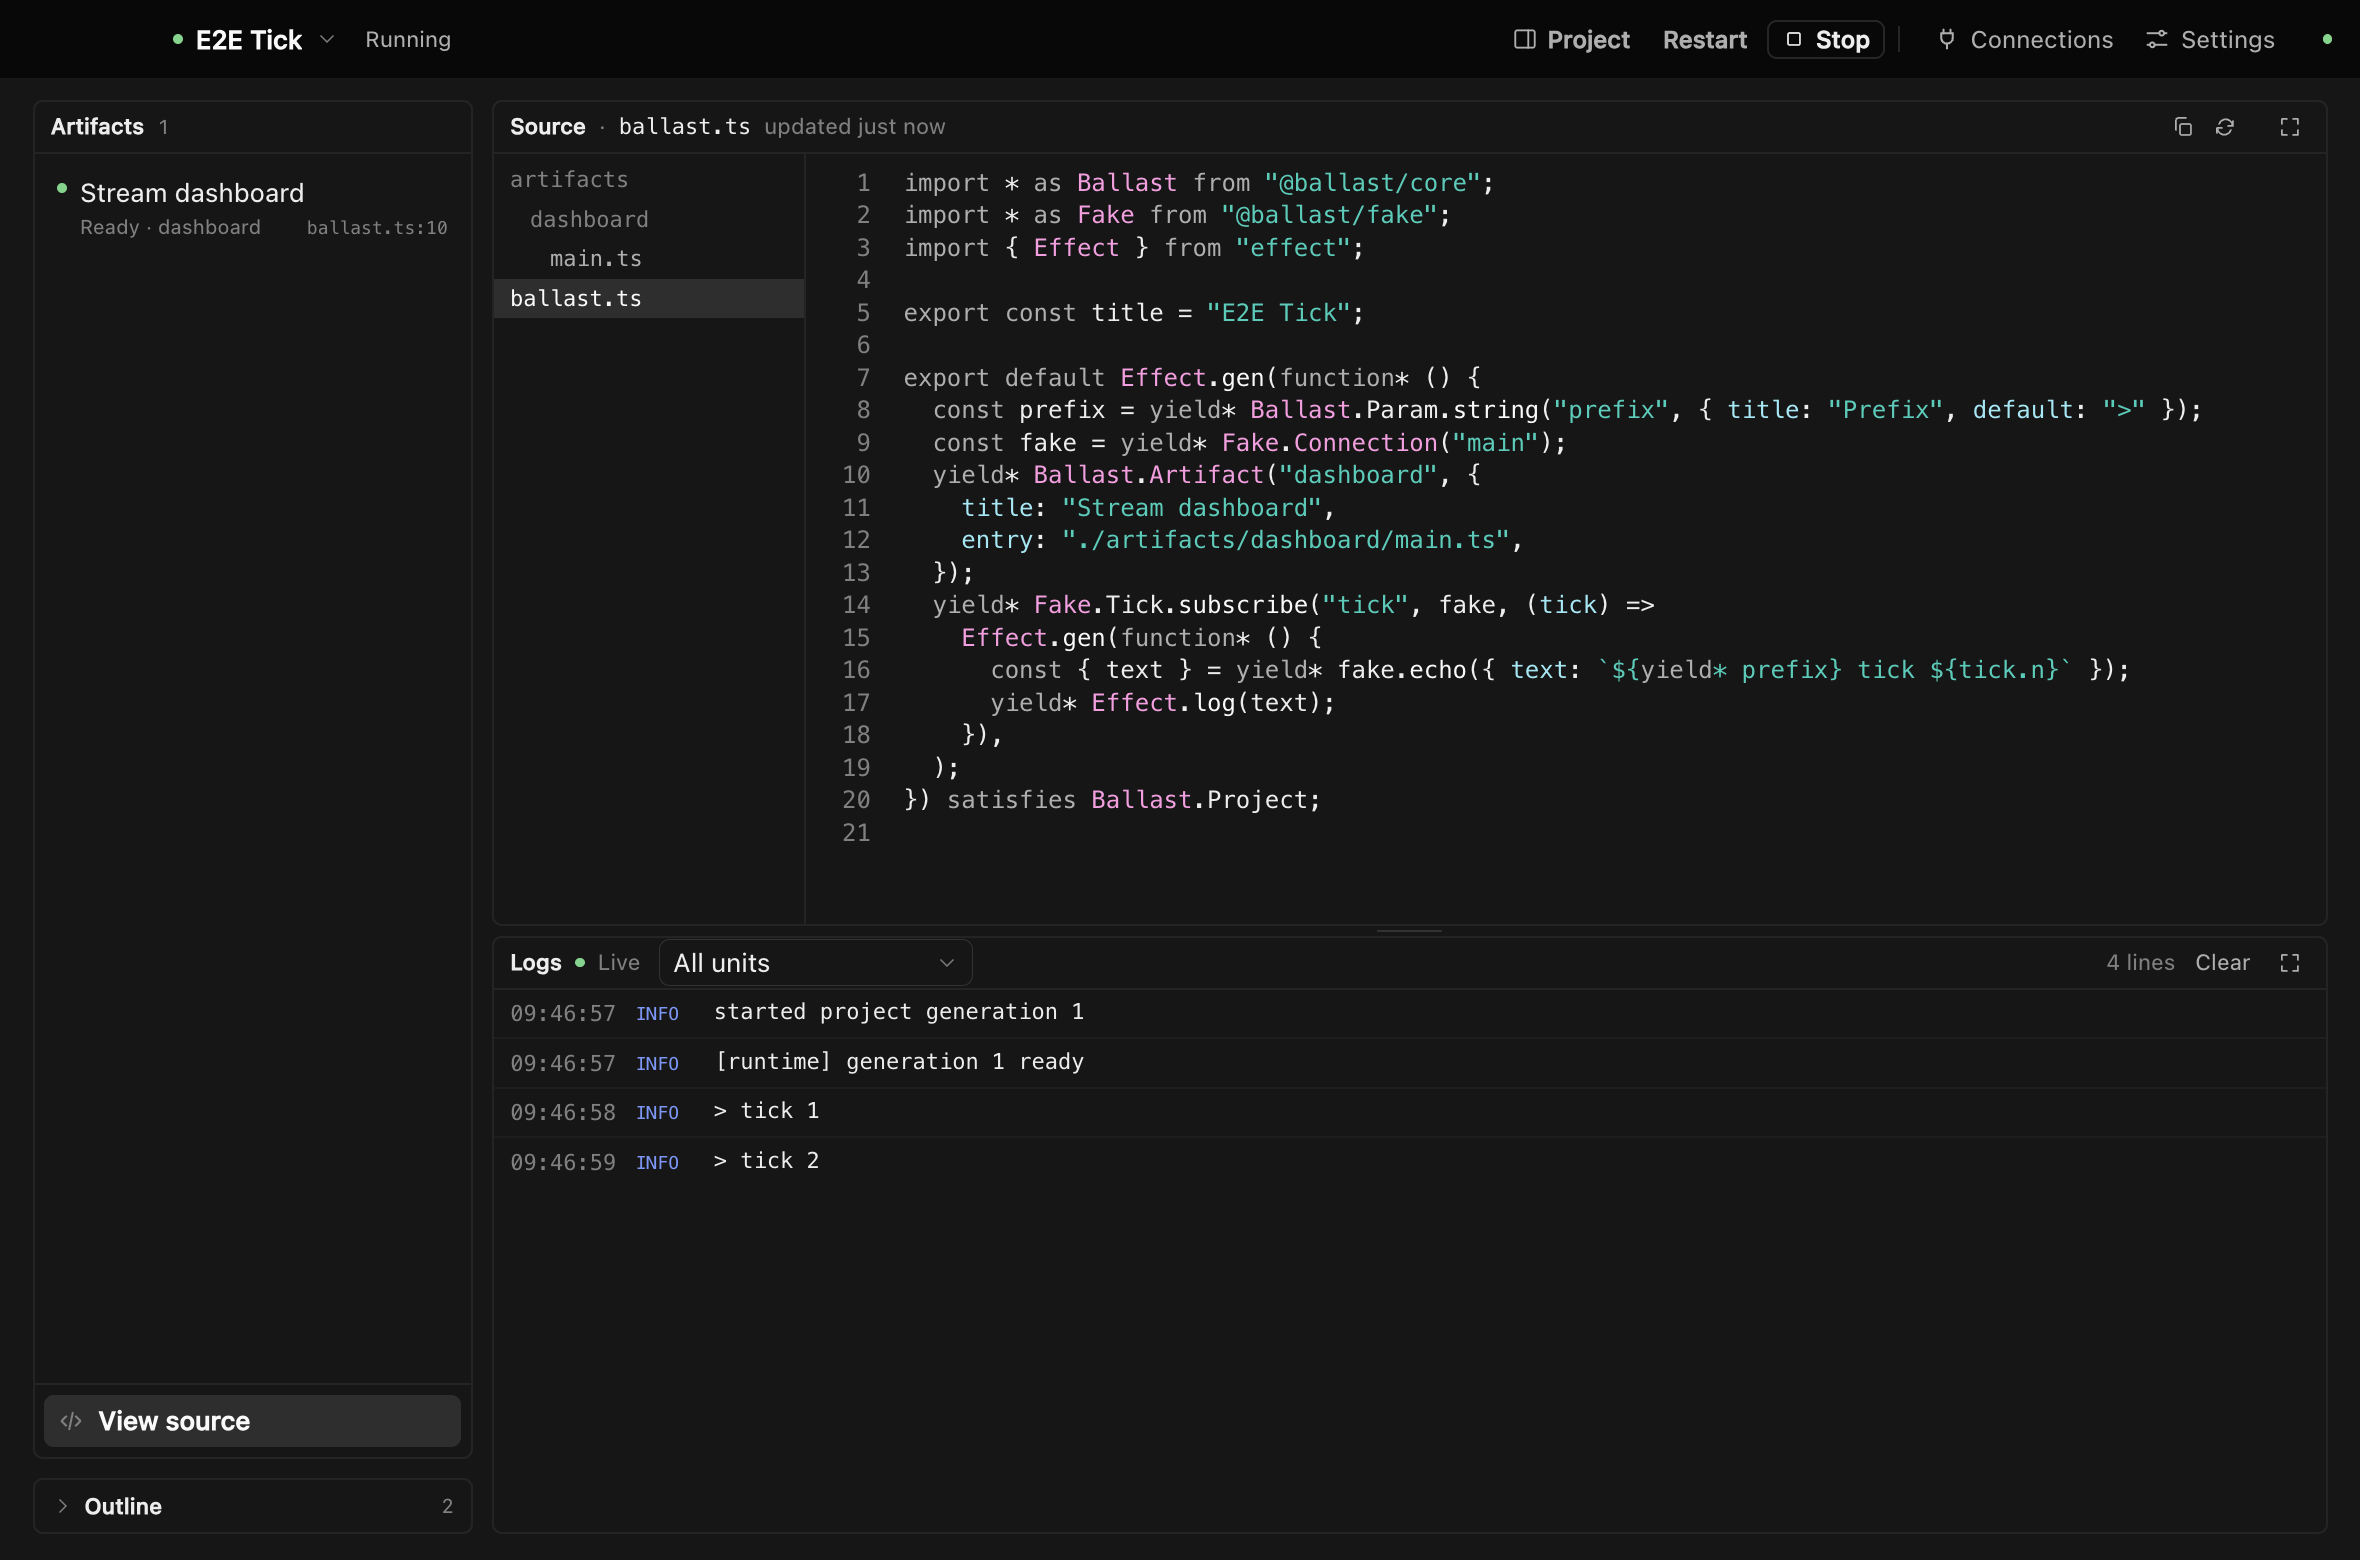 E2E Tick Running Project Restart Stop Connections Settings
Artifacts 1
Stream dashboard
Ready · dashboard ballast.ts:10
View source
Outline 2
Source · ballast.ts updated just now
artifacts
dashboard
main.ts
ballast.ts
1 import * as Ballast from "@ballast/core";
2 import * as Fake from "@ballast/fake";
3 import { Effect } from "effect";
4
5 export const title = "E2E Tick";
6
7 export default Effect.gen(function* () {
8   const prefix = yield* Ballast.Param.string("prefix", { title: "Prefix", default: ">" });
9   const fake = yield* Fake.Connection("main");
10   yield* Ballast.Artifact("dashboard", {
11     title: "Stream dashboard",
12     entry: "./artifacts/dashboard/main.ts",
13   });
14   yield* Fake.Tick.subscribe("tick", fake, (tick) =>
15     Effect.gen(function* () {
16       const { text } = yield* fake.echo({ text: `${yield* prefix} tick ${tick.n}` });
17       yield* Effect.log(text);
18     }),
19   );
20 }) satisfies Ballast.Project;
21
Logs Live All units 4 lines Clear
09:46:57 INFO started project generation 1
09:46:57 INFO [runtime] generation 1 ready
09:46:58 INFO > tick 1
09:46:59 INFO > tick 2